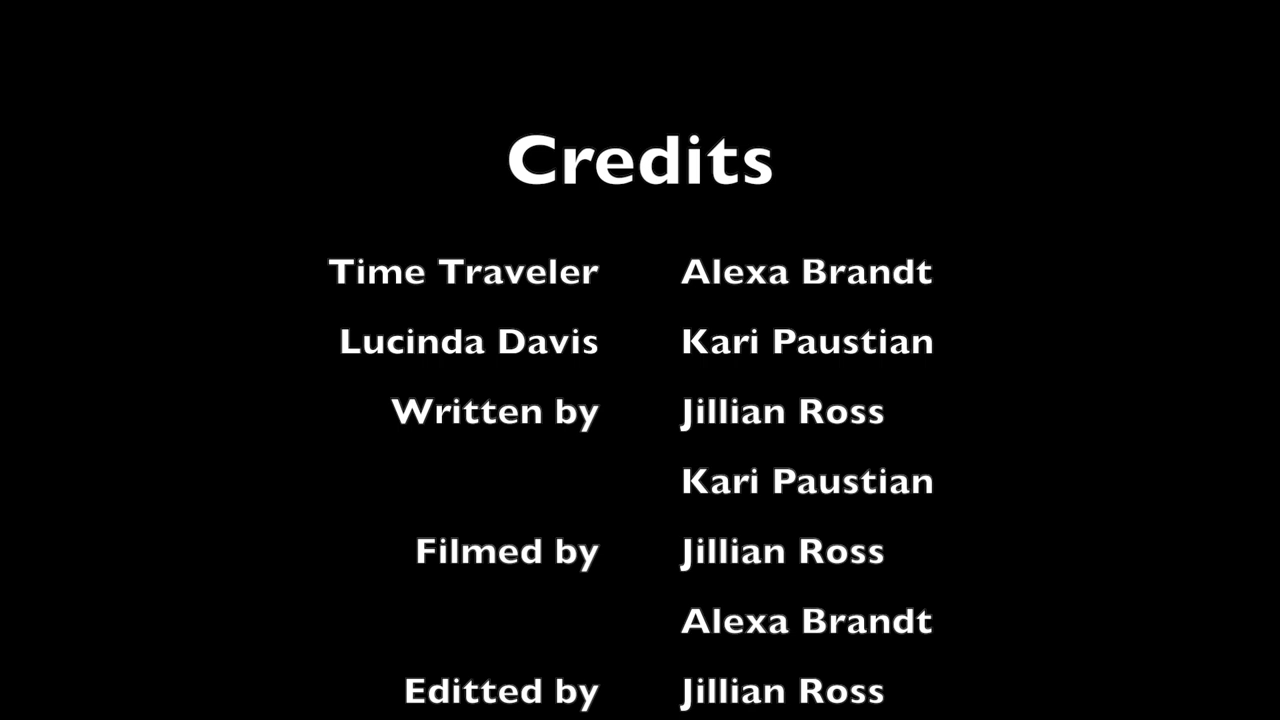 Credits
Time Traveler Alexa Brandt
Lucinda Davis Kari Paustian
Written by Jillian Ross
Kari Paustian
Filmed by Jillian Ross
Alexa Brandt
Editted by Jillian Ross